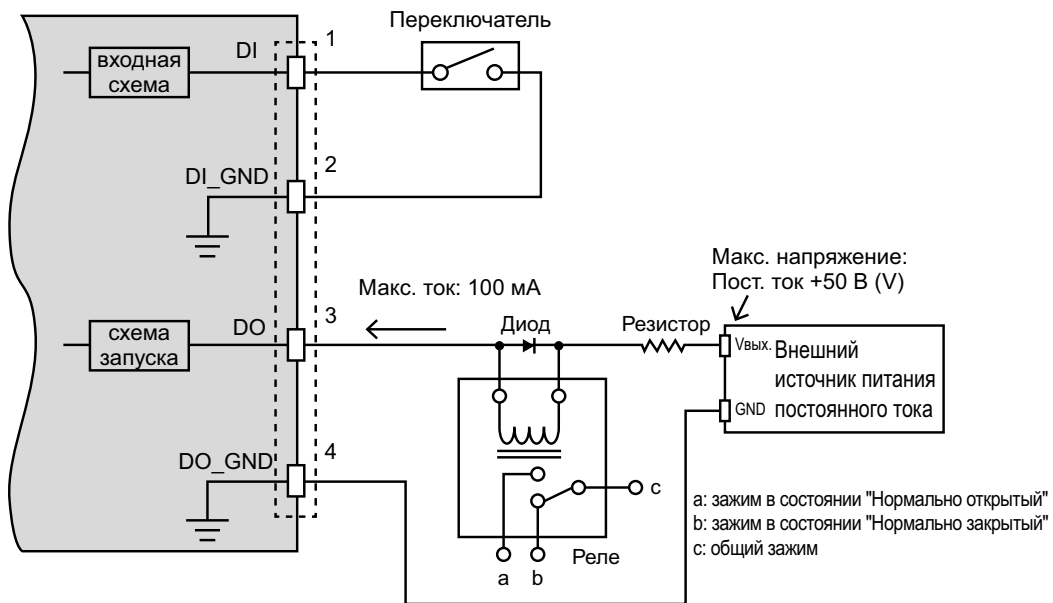 Переключатель
1
DI
входная
схема
2
DI_GND
Макс. напряжение:
Пост. ток +50 В (V)
Макс. ток: 100 мА
3
DO
схема
запуска
Диод
Резистор
Vвых.
Внешний
источник питания
GND постоянного тока
4
DO_GND
c
a: зажим в состоянии "Нормально открытый"
b: зажим в состоянии "Нормально закрытый"
c: общий зажим
Реле
a b